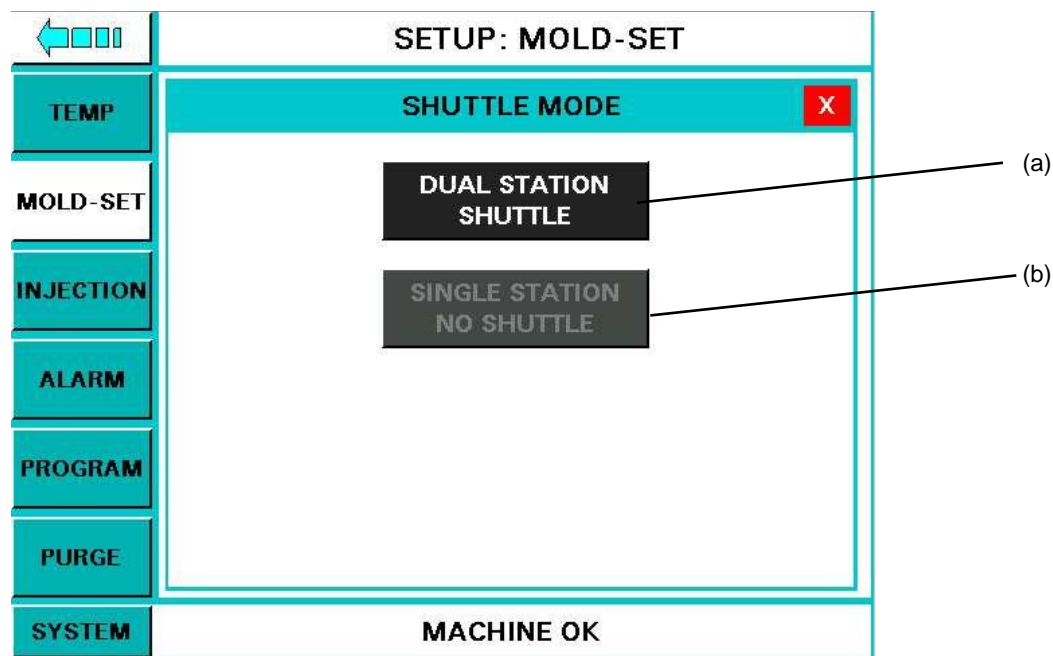 SETUP: MOLD-SET
TEMP
SHUTTLE MODE
X
MOLD-SET
DUAL STATION
SHUTTLE
(a)
INJECTION
SINGLE STATION
NO SHUTTLE
(b)
ALARM
PROGRAM
PURGE
SYSTEM
MACHINE OK